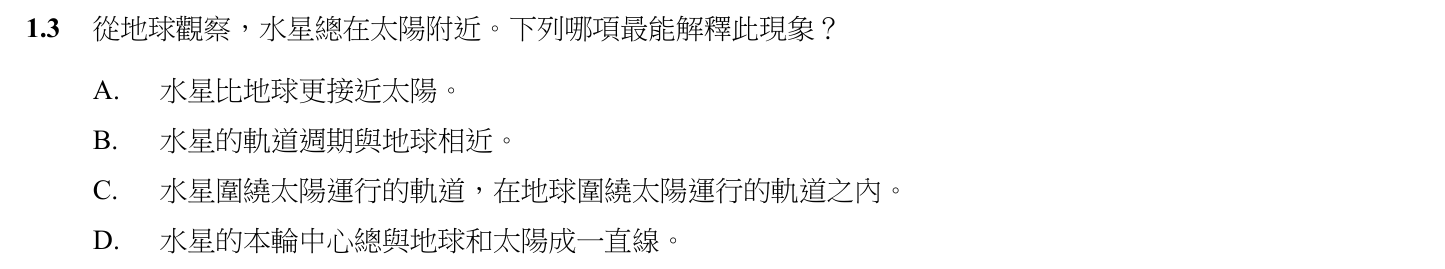 1.3 從地球觀察，水星總在太陽附近。下列哪項最能解釋此現象？
A. 水星比地球更接近太陽。
B. 水星的軌道週期與地球相近。
C. 水星圍繞太陽運行的軌道，在地球圍繞太陽運行的軌道之內。
D. 水星的本輪中心總與地球和太陽成一直線。